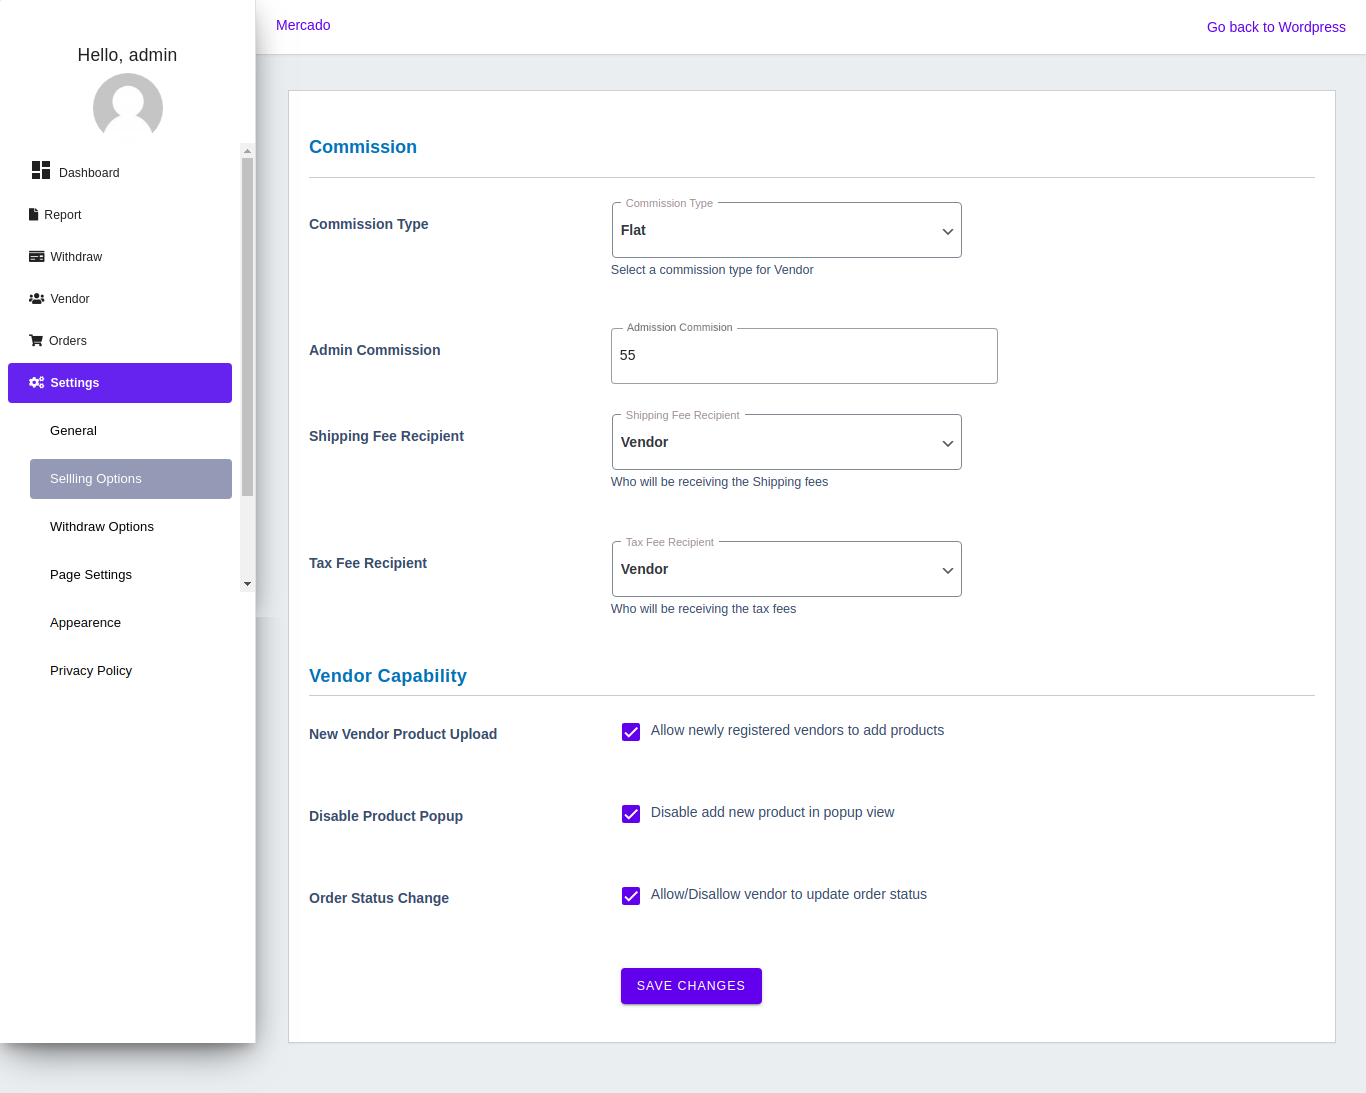 Mercado
Go back to Wordpress
Hello, admin
Dashboard
Report
Withdraw
Vendor
Orders
Settings
General
Sellling Options
Withdraw Options
Page Settings
Appearence
Privacy Policy
Commission
Commission Type
Commission Type
Flat
Select a commission type for Vendor
Admin Commission
Admission Commision
55
Shipping Fee Recipient
Shipping Fee Recipient
Vendor
Who will be receiving the Shipping fees
Tax Fee Recipient
Tax Fee Recipient
Vendor
Who will be receiving the tax fees
Vendor Capability
New Vendor Product Upload
Allow newly registered vendors to add products
Disable Product Popup
Disable add new product in popup view
Order Status Change
Allow/Disallow vendor to update order status
SAVE CHANGES